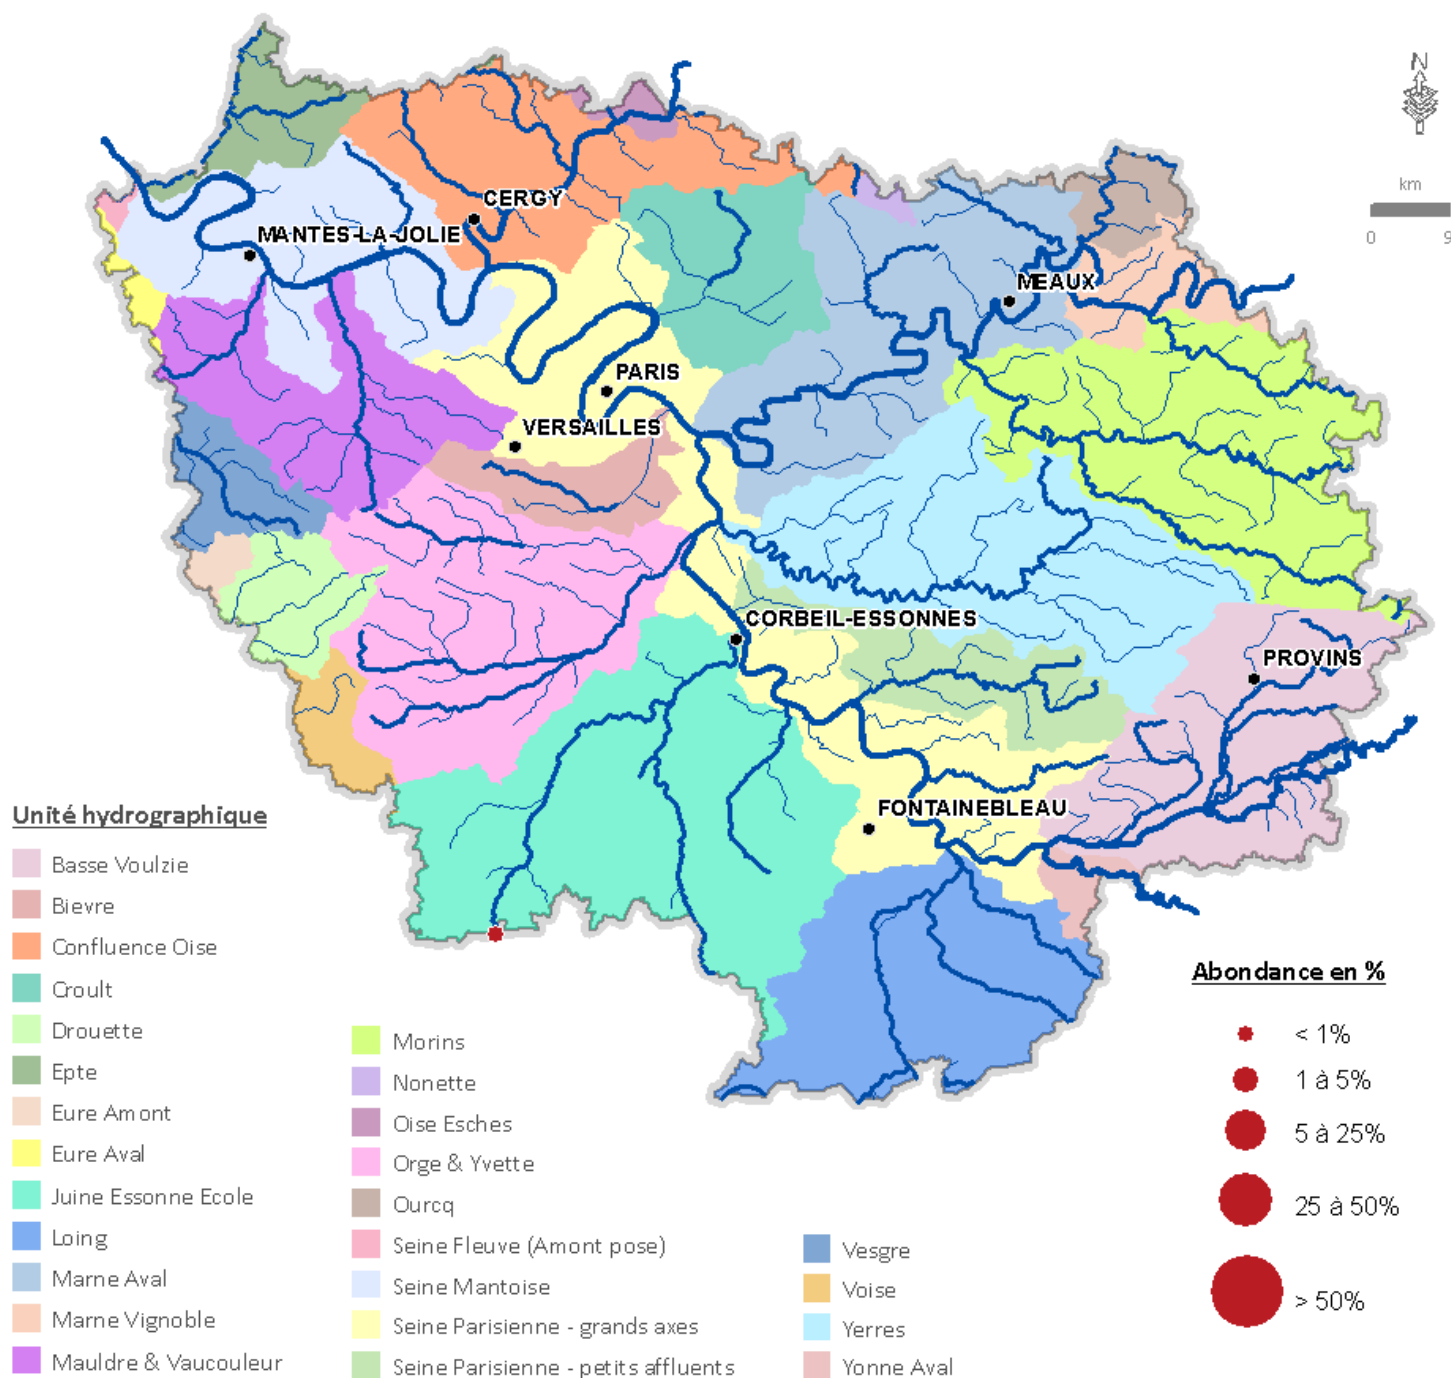 N
km
0 9
CERGY
MANTES-LA-JOLIE
MEAUX
PARIS
VERSAILLES
CORBEIL-ESSONNES
PROVINS
FONTAINEBLEAU
Unité hydrographique
Basse Voulzie
Bievre
Confluence Oise
Croult
Drouette
Epte
Eure Amont
Eure Aval
Juine Essonne Ecole
Loing
Marne Aval
Marne Vignoble
Mauldre & Vaucouleur
Morins
Nonette
Oise Esches
Orge & Yvette
Ourcq
Seine Fleuve (Amont pose)
Seine Mantoise
Seine Parisienne - grands axes
Seine Parisienne - petits affluents
Vesgre
Voise
Yerres
Yonne Aval
Abondance en %
< 1%
1 à 5%
5 à 25%
25 à 50%
> 50%